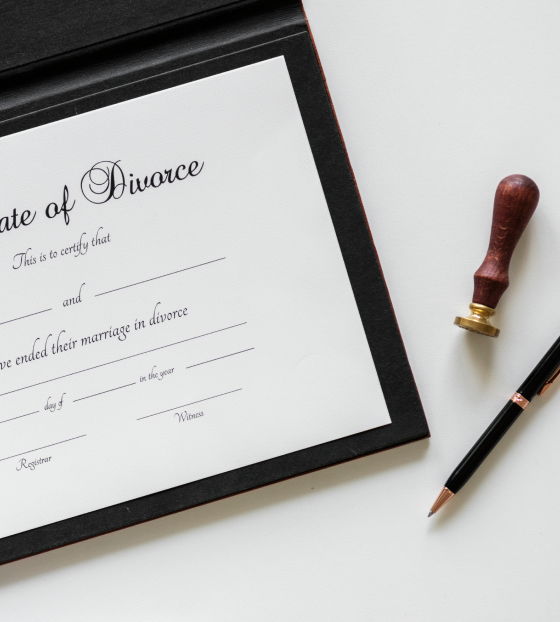 ate of Divorce
This is to certify that
and
ve ended their marriage in divorce
day of in the year
Registrar Witness